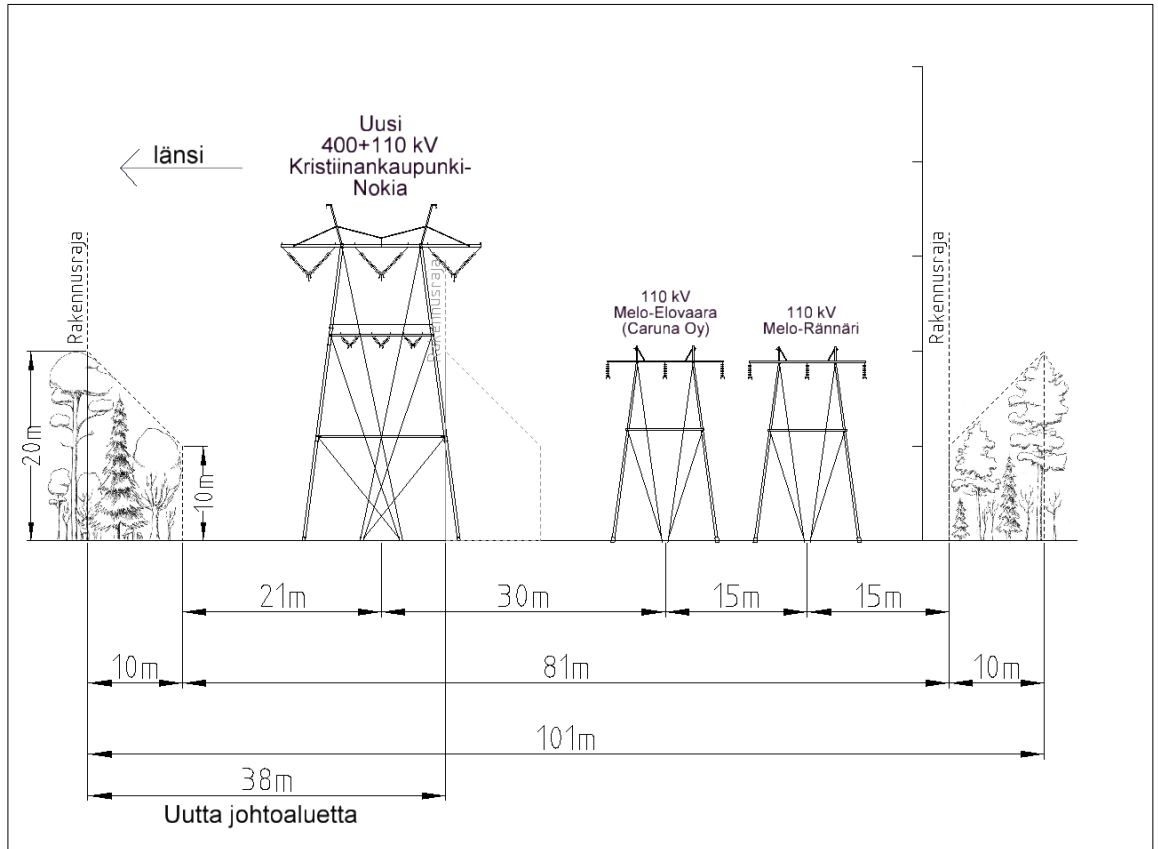 Uusi
400+110 kV
Kristiinankaupunki-
Nokia
länsi
Rakennusraja
Rakennusraja
110 kV
Melo-Elovaara
(Caruna Oy)
110 kV
Melo-Rännäri
Rakennusraja
20m
10m
21m
30m
15m
15m
10m
81m
10m
101m
38m
Uutta johtoaluetta